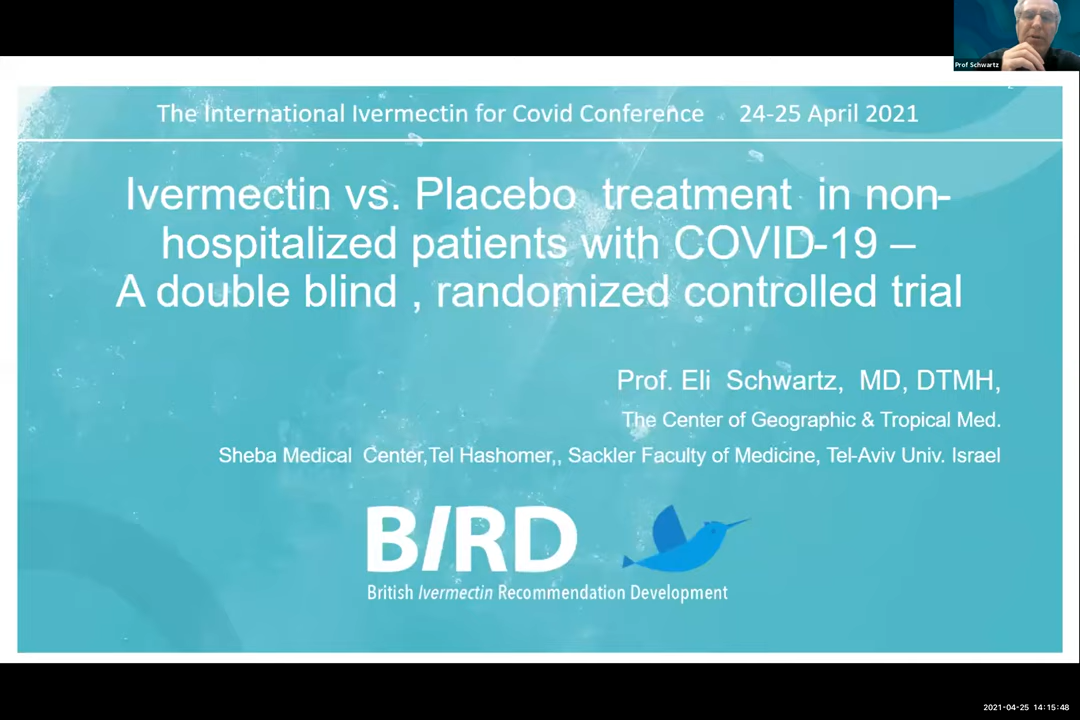 Prof Schwartz
The International Ivermectin for Covid Conference 24-25 April 2021
Ivermectin vs. Placebo treatment in non-
hospitalized patients with COVID-19 –
A double blind , randomized controlled trial
Prof. Eli Schwartz, MD, DTMH,
The Center of Geographic & Tropical Med.
Sheba Medical Center,Tel Hashomer,, Sackler Faculty of Medicine, Tel-Aviv Univ. Israel
BIRD
British Ivermectin Recommendation Development
2021-04-25 14:15:48